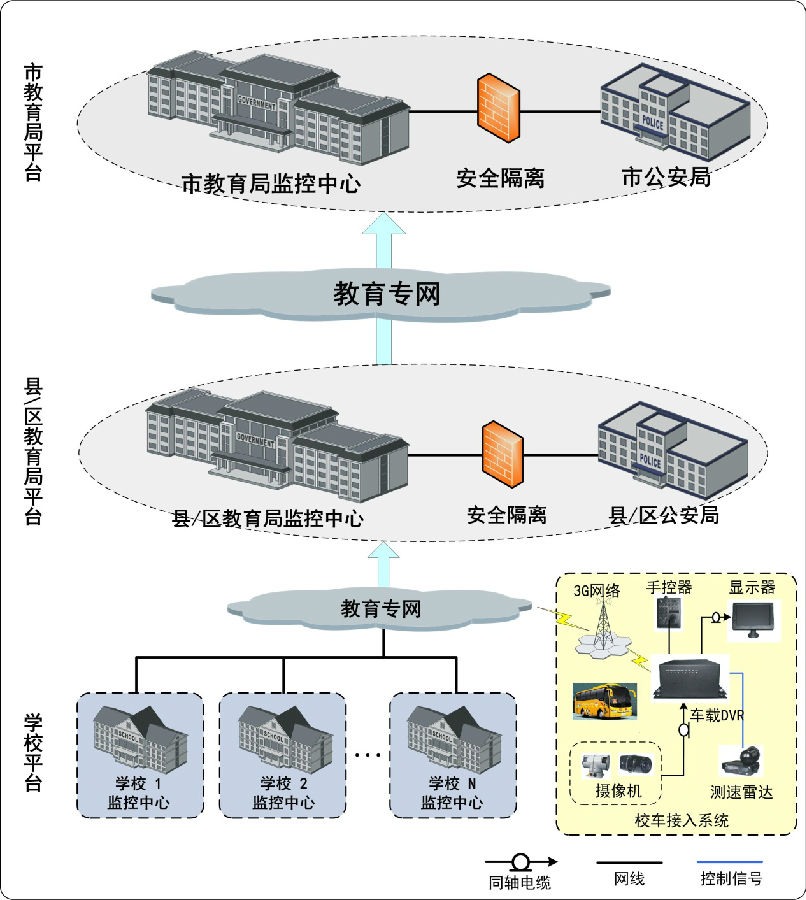 市教育局平台
GOVERNMENT
POLICE
市教育局监控中心
安全隔离
市公安局
教育专网
县/区教育局平台
GOVERNMENT
POLICE
县/区教育局监控中心
安全隔离
县/区公安局
教育专网
3G网络
手控器
显示器
车载DVR
摄像机
测速雷达
校车接入系统
学校平台
SCHOOL
SCHOOL
SCHOOL
学校 1
监控中心
学校 2
监控中心
...
学校 N
监控中心
同轴电缆
网线
控制信号